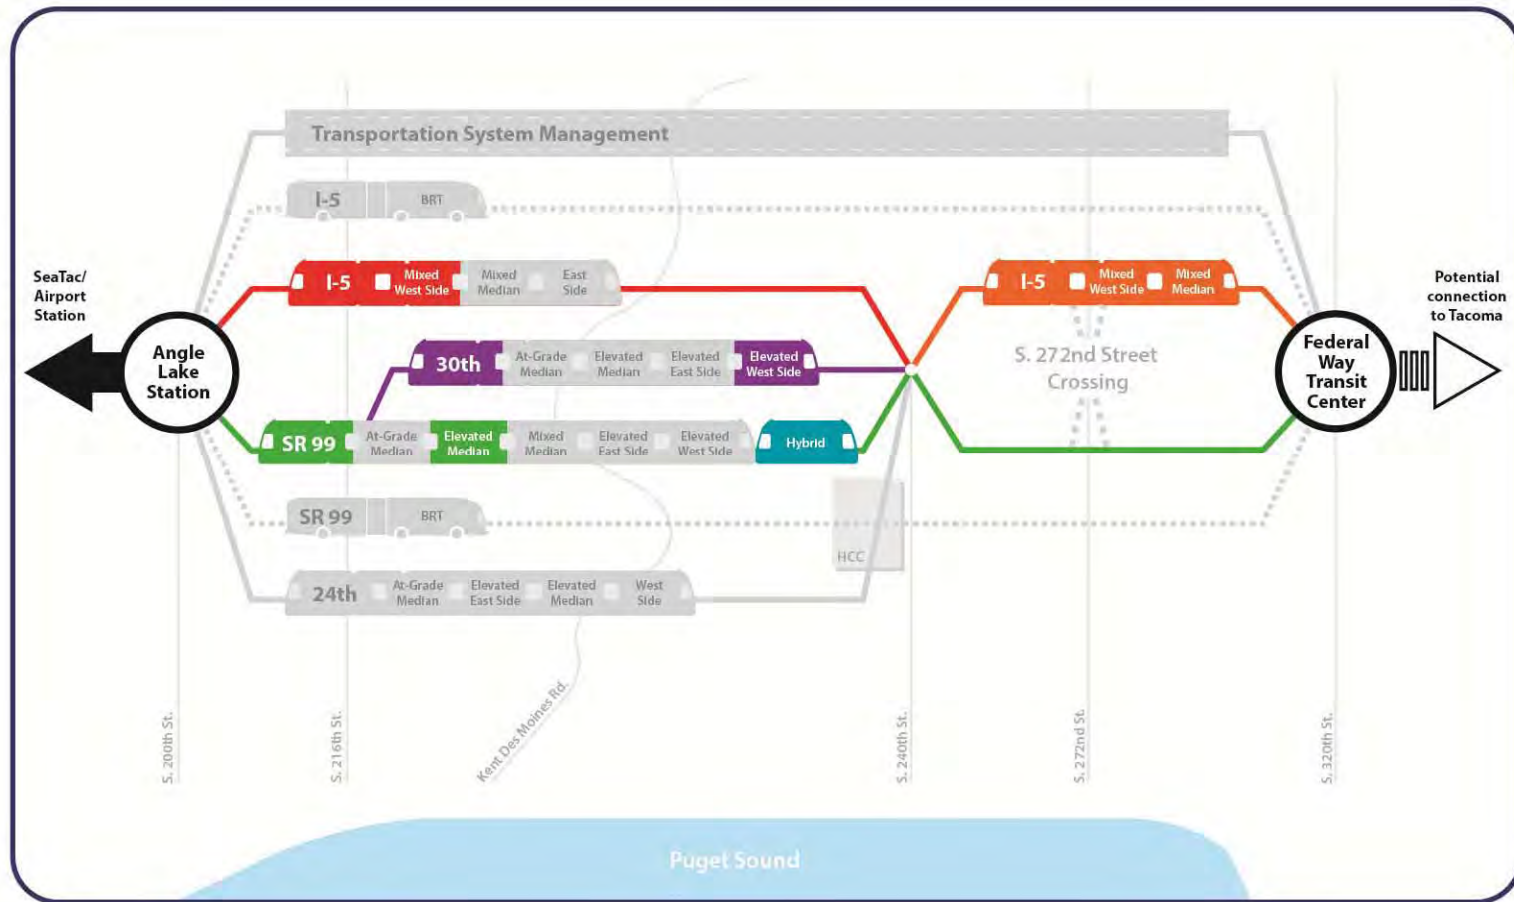 Transportation System Management
I-5
BRT
SeaTac/
Airport
Station
I-5
Mixed
West Side
Mixed
Median
East
Side
I-5
Mixed
West Side
Mixed
Median
Potential
connection
to Tacoma
Angle
Lake
Station
30th
At-Grade
Median
Elevated
Median
Elevated
East Side
Elevated
West Side
S. 272nd Street
Crossing
Federal
Way
Transit
Center
SR 99
At-Grade
Median
Elevated
Median
Mixed
Median
Elevated
East Side
Elevated
West Side
Hybrid
SR 99
BRT
HCC
24th
At-Grade
Median
Elevated
East Side
Elevated
Median
West
Side
S. 200th St.
S. 216th St.
Kent Des Moines Rd.
S. 240th St.
S. 272nd St.
S. 320th St.
Puget Sound